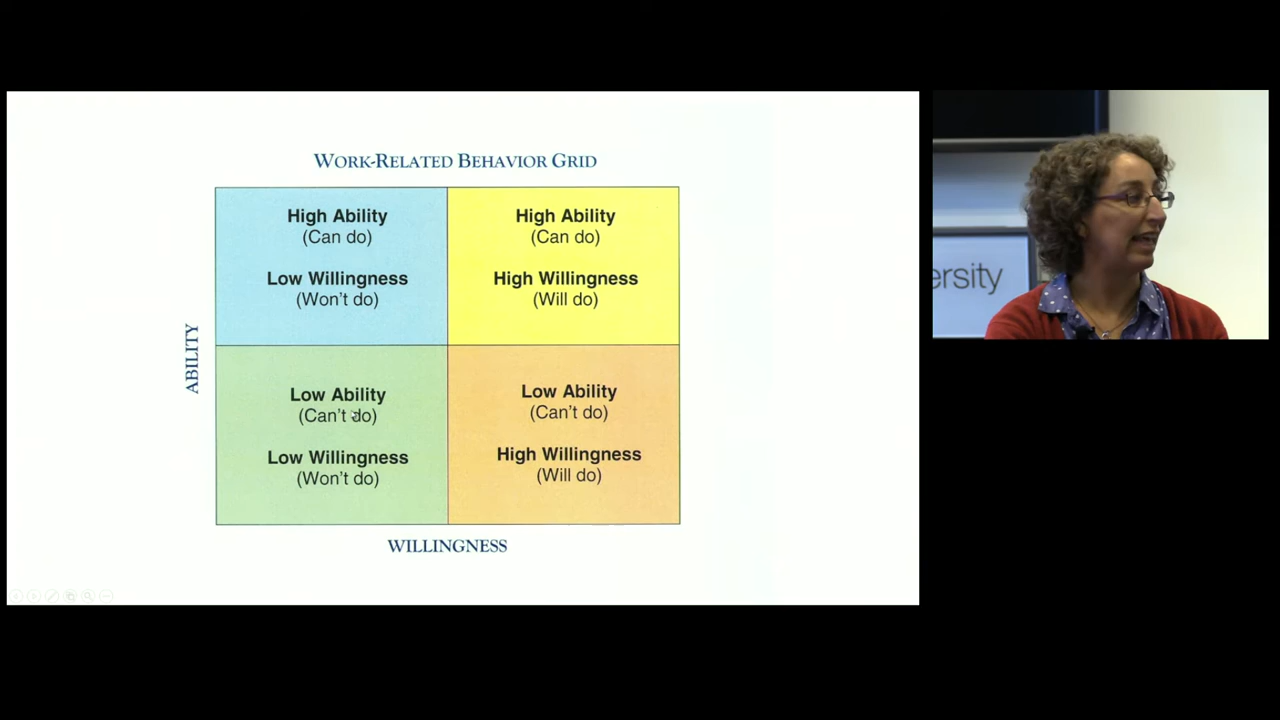 WORK-RELATED BEHAVIOR GRID
High Ability
(Can do)
Low Willingness
(Won't do)
High Ability
(Can do)
High Willingness
(Will do)
ABILITY
Low Ability
(Can't do)
Low Willingness
(Won't do)
Low Ability
(Can't do)
High Willingness
(Will do)
WILLINGNESS
ersity